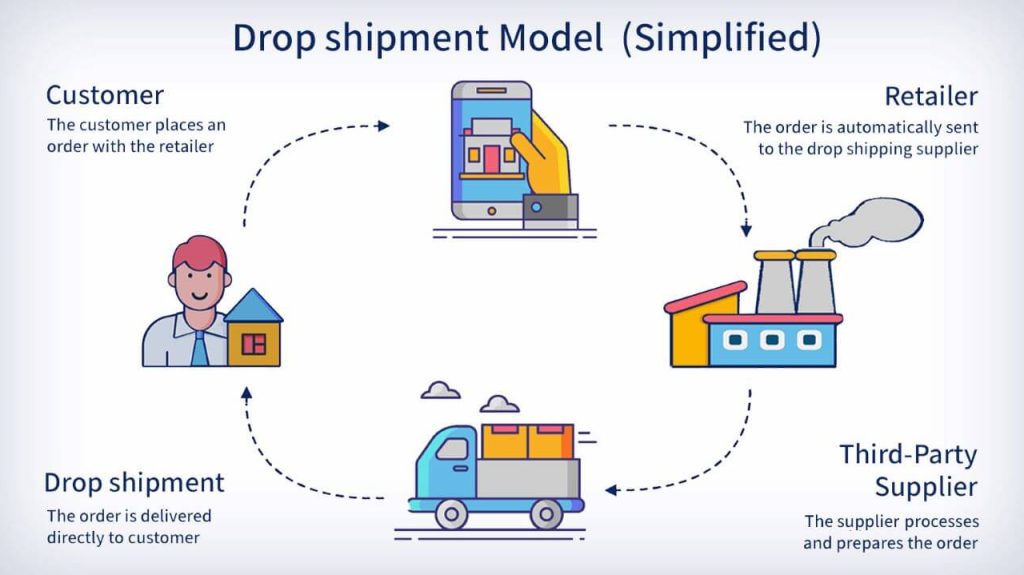 Drop shipment Model (Simplified)
Customer
The customer places an
order with the retailer
Retailer
The order is automatically sent
to the drop shipping supplier
Drop shipment
The order is delivered
directly to customer
Third-Party
Supplier
The supplier processes
and prepares the order